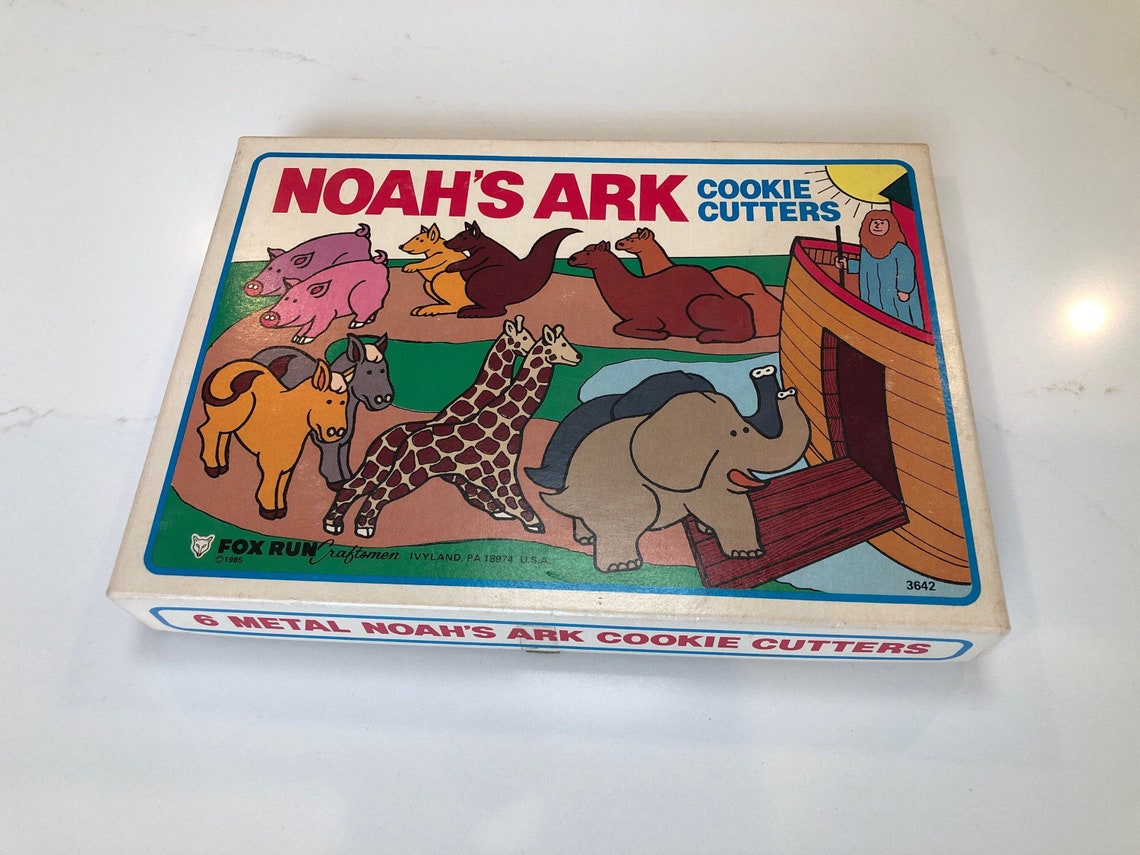 NOAH'S ARK COOKIE
CUTTERS
FOX RUN Craftsmen IVYLAND, PA 18974 U.S.A.
©1985
3642
6 METAL NOAH'S ARK COOKIE CUTTERS